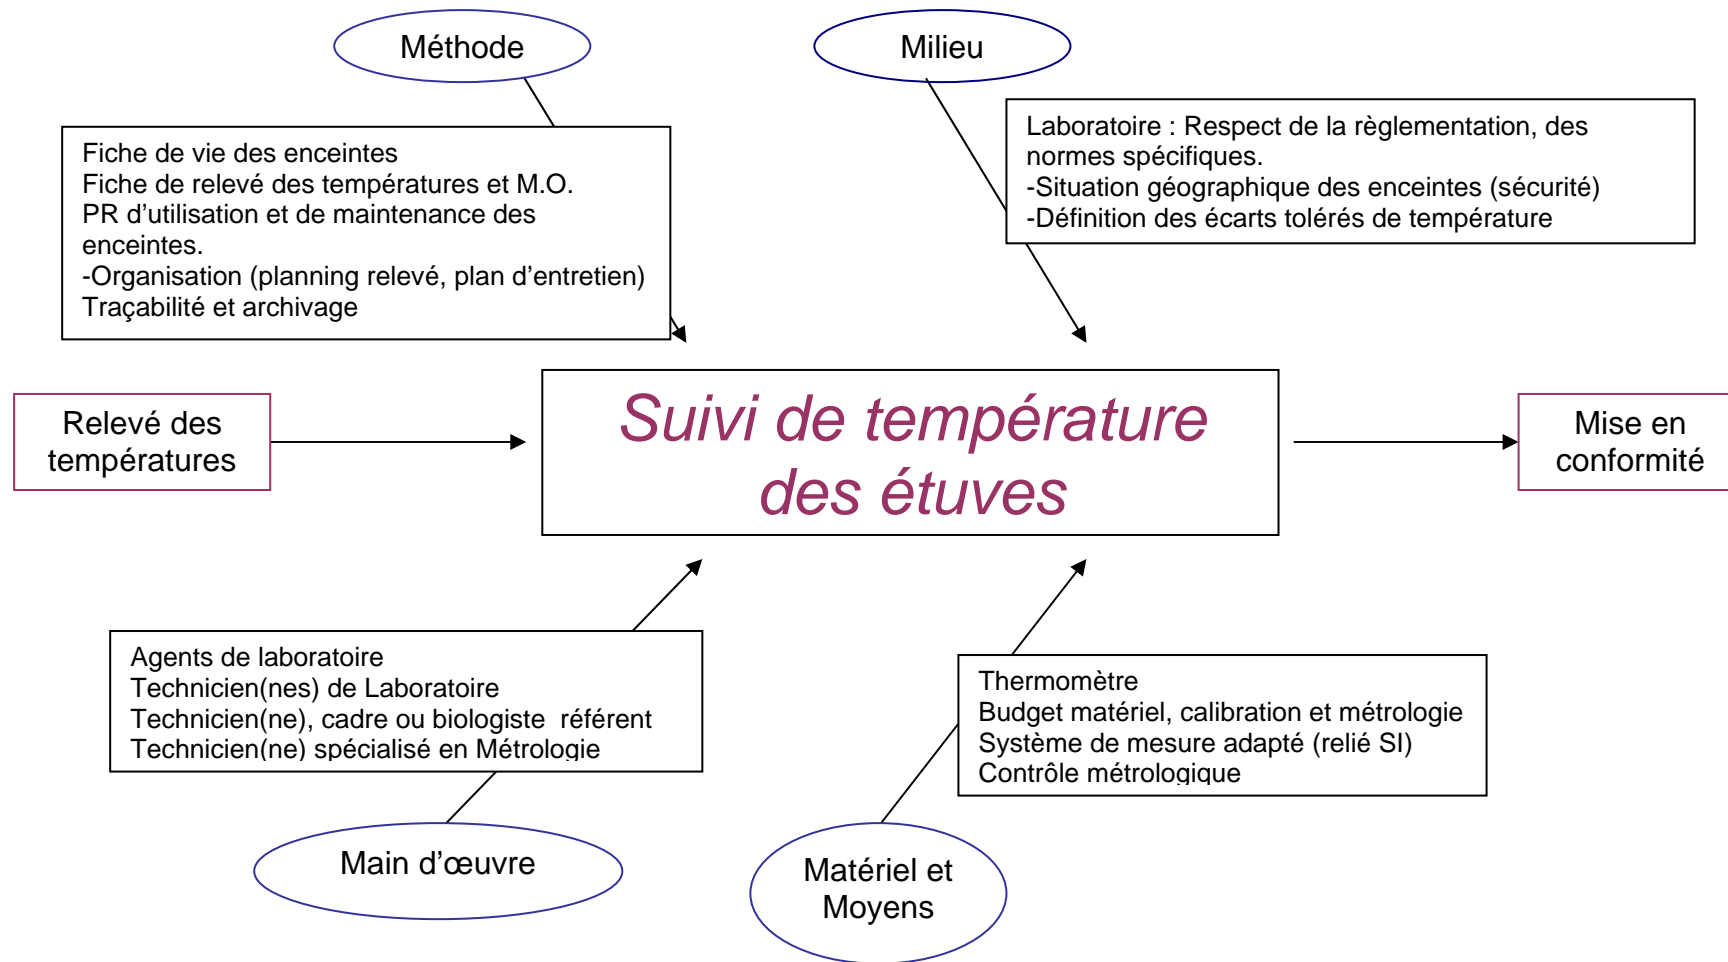 Méthode
Milieu
Fiche de vie des enceintes
Fiche de relevé des températures et M.O.
PR d’utilisation et de maintenance des
enceintes.
-Organisation (planning relevé, plan d’entretien)
Traçabilité et archivage
Laboratoire : Respect de la règlementation, des
normes spécifiques.
-Situation géographique des enceintes (sécurité)
-Définition des écarts tolérés de température
Relevé des
températures
Suivi de température
des étuves
Mise en
conformité
Agents de laboratoire
Technicien(nes) de Laboratoire
Technicien(ne), cadre ou biologiste  référent
Technicien(ne) spécialisé en Métrologie
Thermomètre
Budget matériel, calibration et métrologie
Système de mesure adapté (relié SI)
Contrôle métrologique
Main d’œuvre
Matériel et
Moyens